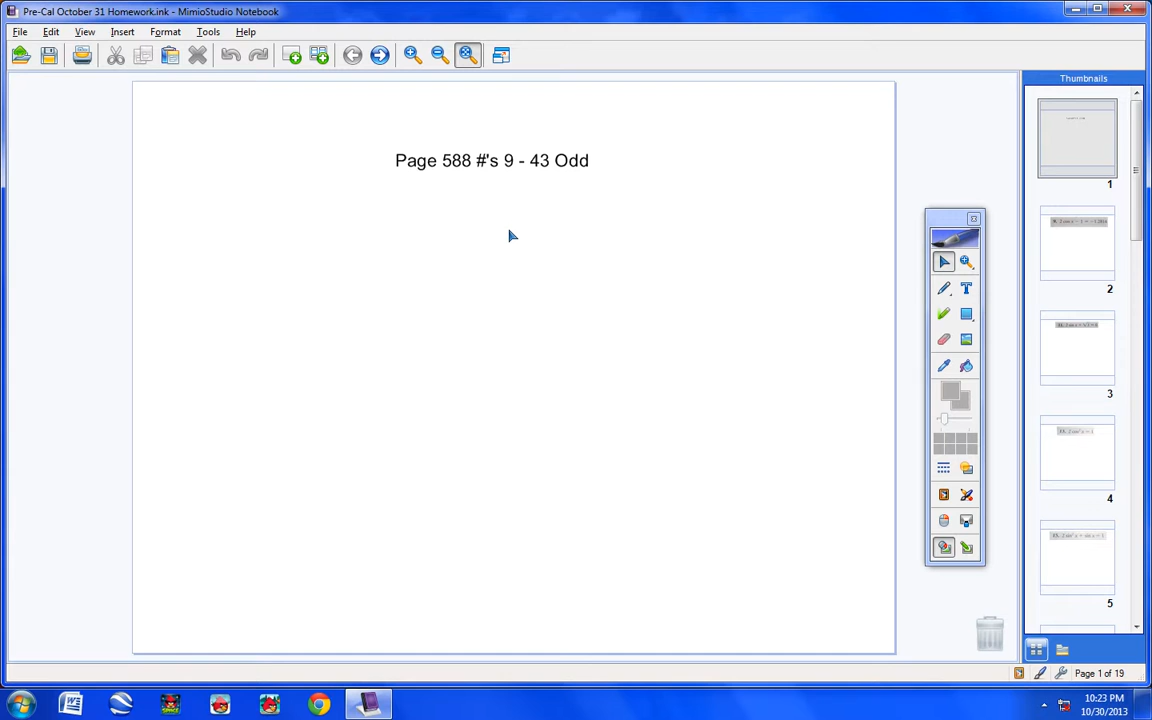 Pre-Cal October 31 Homework.ink - MimioStudio Notebook
File Edit View Insert Format Tools Help
Thumbnails
Page 588 #'s 9 - 43 Odd
1
2
3
4
5
Page 1 of 19
10:23 PM
10/30/2013